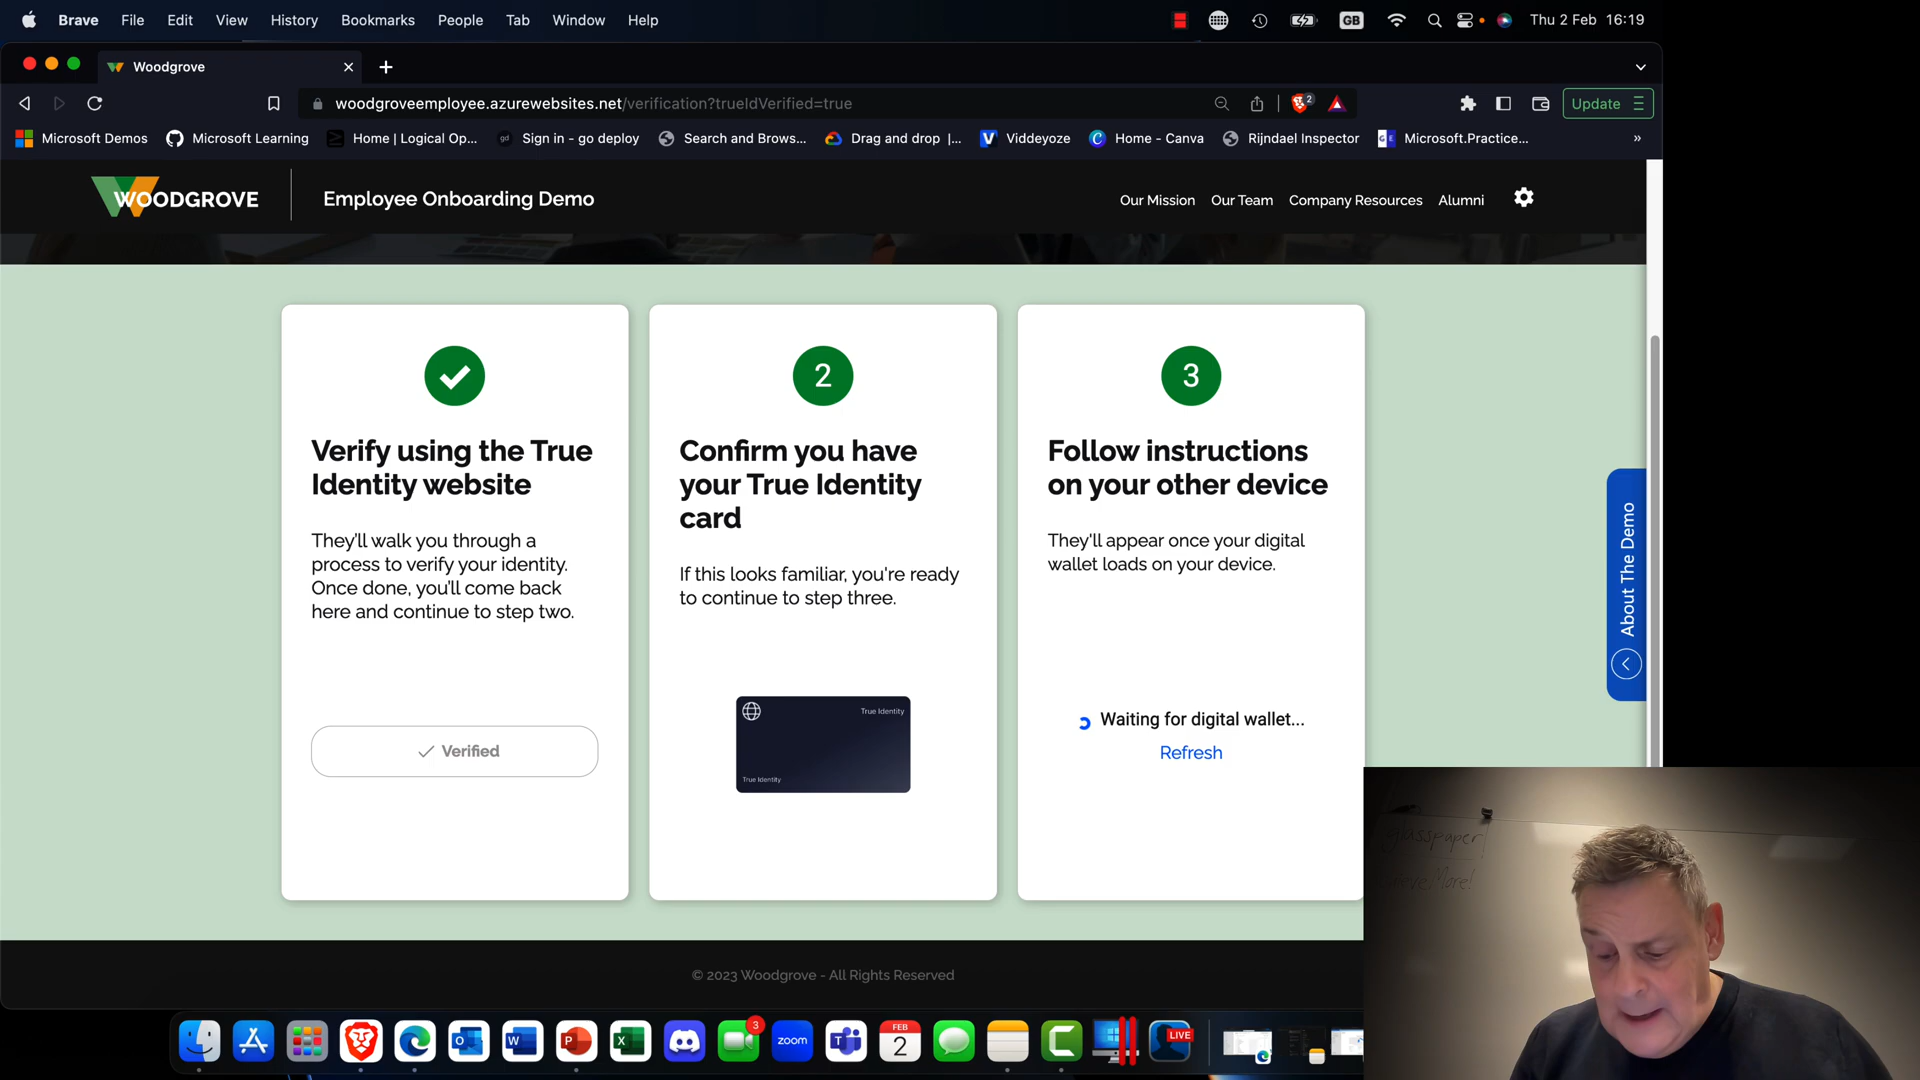 Brave File Edit View History Bookmarks People Tab Window Help
GB Thu 2 Feb 16:19
Woodgrove
woodgroveemployee.azurewebsites.net/verification?trueIdVerified=true
2
Update
Microsoft Demos Microsoft Learning Home | Logical Op... gd Sign in - go deploy Search and Brows... Drag and drop |... V Viddeyoze C Home - Canva Rijndael Inspector GE Microsoft.Practice... »
WOODGROVE Employee Onboarding Demo Our Mission Our Team Company Resources Alumni
Verify using the True
Identity website
They'll walk you through a
process to verify your identity.
Once done, you'll come back
here and continue to step two.
Verified
2
Confirm you have
your True Identity
card
If this looks familiar, you're ready
to continue to step three.
True Identity
True Identity
3
Follow instructions
on your other device
They'll appear once your digital
wallet loads on your device.
Waiting for digital wallet...
Refresh
About The Demo
© 2023 Woodgrove - All Rights Reserved
glasspaper
3
FEB
2
zoom
LIVE